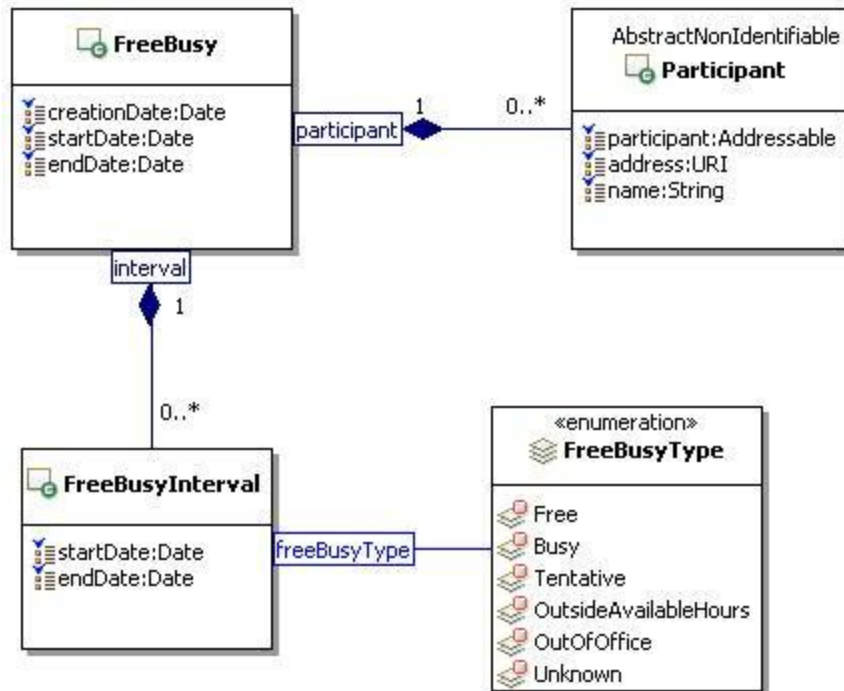 FreeBusy
creationDate:Date
startDate:Date
endDate:Date
participant
1
0..*
AbstractNonIdentifiable
Participant
participant:Addressable
address:URI
name:String
interval
1
0..*
FreeBusyInterval
startDate:Date
endDate:Date
freeBusyType
«enumeration»
FreeBusyType
Free
Busy
Tentative
OutsideAvailableHours
OutOfOffice
Unknown